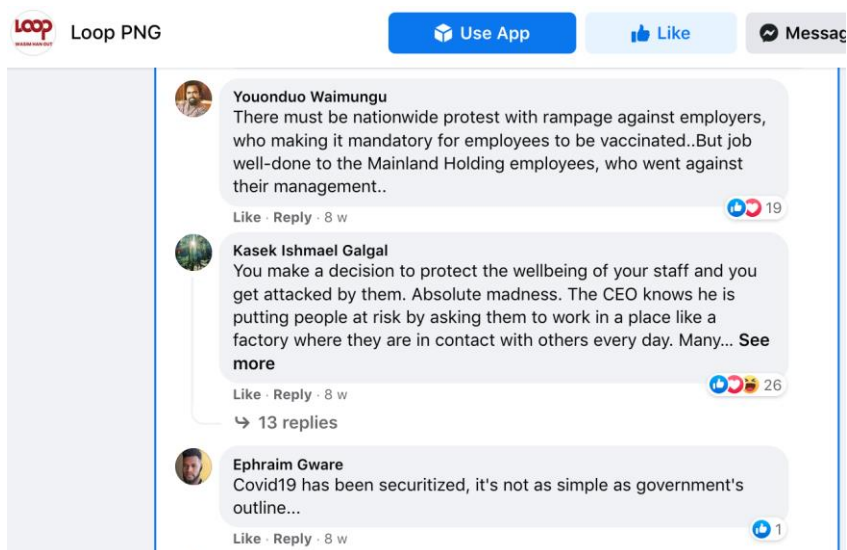 LOOP
Loop PNG
Use App
Like
Messag
Youonduo Waimungu
There must be nationwide protest with rampage against employers,
who making it mandatory for employees to be vaccinated..But job
well-done to the Mainland Holding employees, who went against
their management..
19
Like · Reply · 8 w
Kasek Ishmael Galgal
You make a decision to protect the wellbeing of your staff and you
get attacked by them. Absolute madness. The CEO knows he is
putting people at risk by asking them to work in a place like a
factory where they are in contact with others every day. Many... See
more
26
Like · Reply · 8 w
13 replies
Ephraim Gware
Covid19 has been securitized, it's not as simple as government's
outline...
1
Like · Reply · 8 w